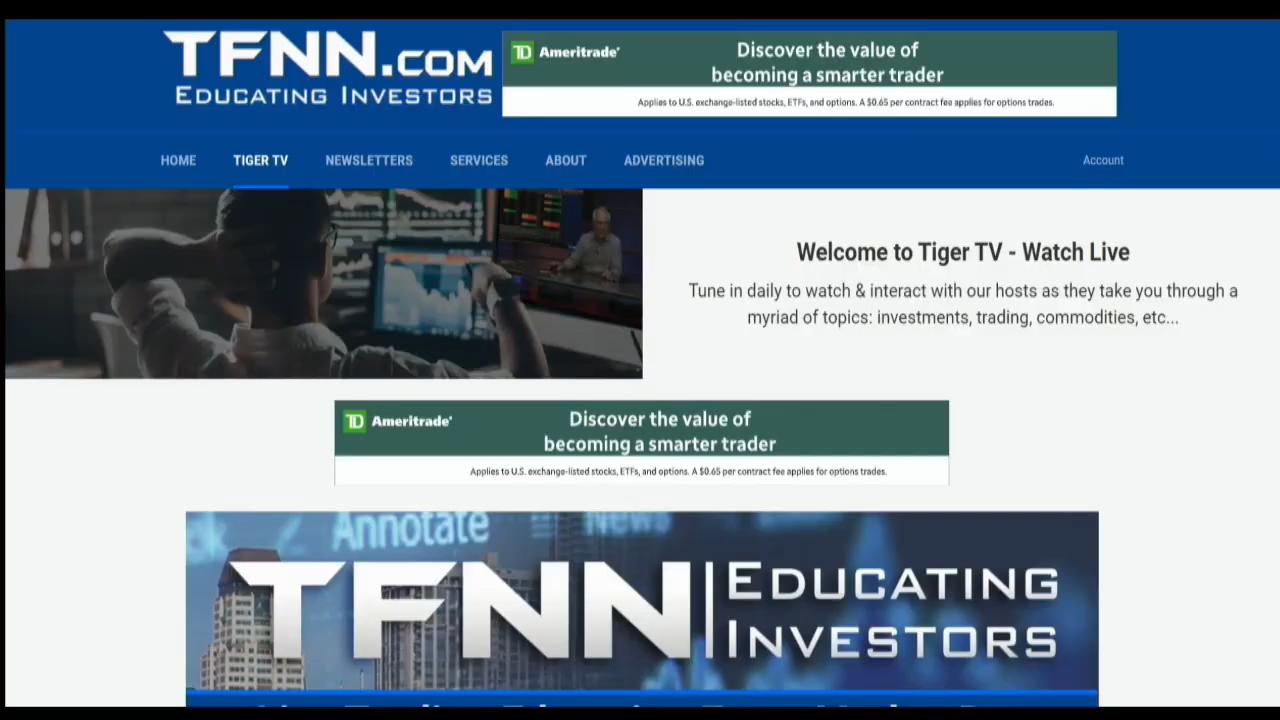 TFNN.COM
EDUCATING INVESTORS
TD Ameritrade
Discover the value of
becoming a smarter trader
Applies to U.S. exchange-listed stocks, ETFs, and options. A $0.65 per contract fee applies for options trades.
HOME TIGER TV NEWSLETTERS SERVICES ABOUT ADVERTISING Account
Welcome to Tiger TV - Watch Live
Tune in daily to watch & interact with our hosts as they take you through a
myriad of topics: investments, trading, commodities, etc...
TD Ameritrade
Discover the value of
becoming a smarter trader
Applies to U.S. exchange-listed stocks, ETFs, and options. A $0.65 per contract fee applies for options trades.
Annotate News
TFNN EDUCATING
INVESTORS